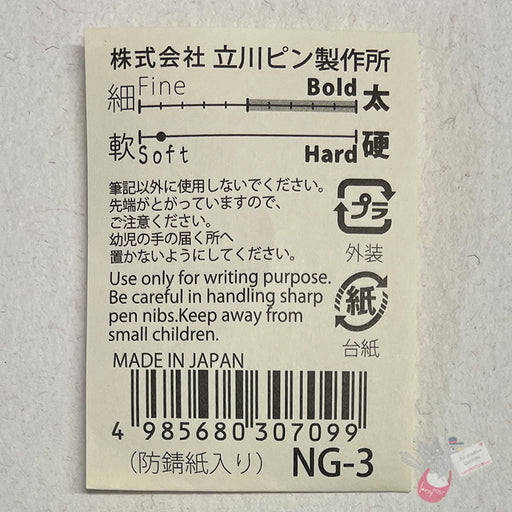 株式会社 立川ピン製作所
細 Fine Bold 太
軟 Soft Hard 硬
筆記以外に使用しないでください。
先端がとがっていますので、
ご注意ください。
幼児の手の届く所へ
置かないようにしてください。
プラ
外装
Use only for writing purpose.
Be careful in handling sharp
pen nibs.Keep away from
small children.
紙
台紙
MADE IN JAPAN
4 985680 307099
(防錆紙入り) NG-3